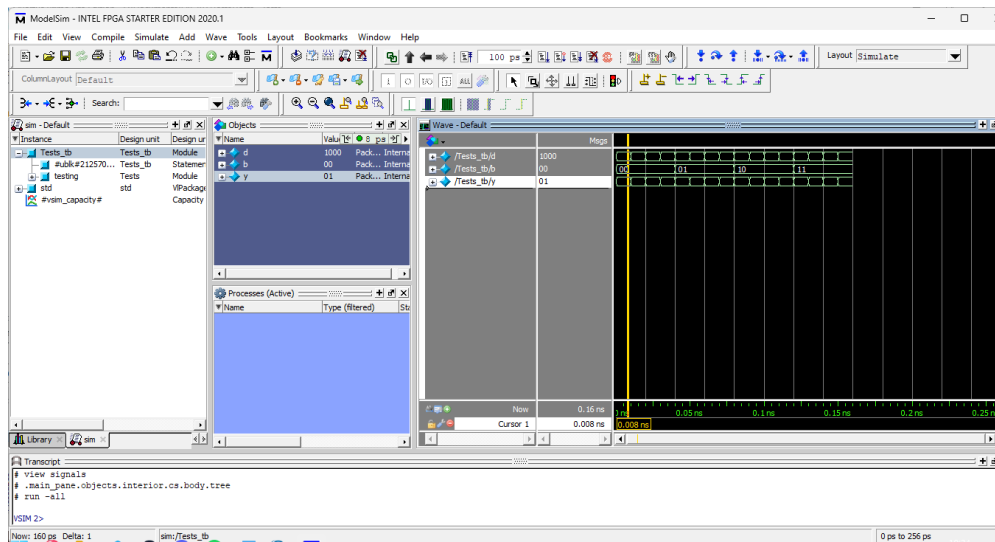 ModelSim - INTEL FPGA STARTER EDITION 2020.1
File Edit View Compile Simulate Add Wave Tools Layout Bookmarks Window Help
100 ps
Layout Simulate
ColumnLayout Default
ALL
Search:
sim - Default
Instance Design unit Design ur
Tests_tb Tests_tb Module
#ublk#212570... Tests_tb Statemer
testing Tests Module
std std VlPackage
#vsim_capacity# Capacity
Library sim
Objects
8 ps
Name Valu
d 1000 Pack... Interna
b 00 Pack... Interna
y 01 Pack... Interna
Processes (Active)
Name Type (filtered) Sta
Wave - Default
Msgs
/Tests_tb/d 1000
/Tests_tb/b 00 00 01 10 11
/Tests_tb/y 01
Now 0.16 ns 0.05 ns 0.1 ns 0.15 ns 0.2 ns 0.25 n
Cursor 1 0.008 ns 0.008 ns
Transcript
# view signals
# .main_pane.objects.interior.cs.body.tree
# run -all
VSIM 2>
Now: 160 ps Delta: 1 sim:/Tests_tb 0 ps to 256 ps